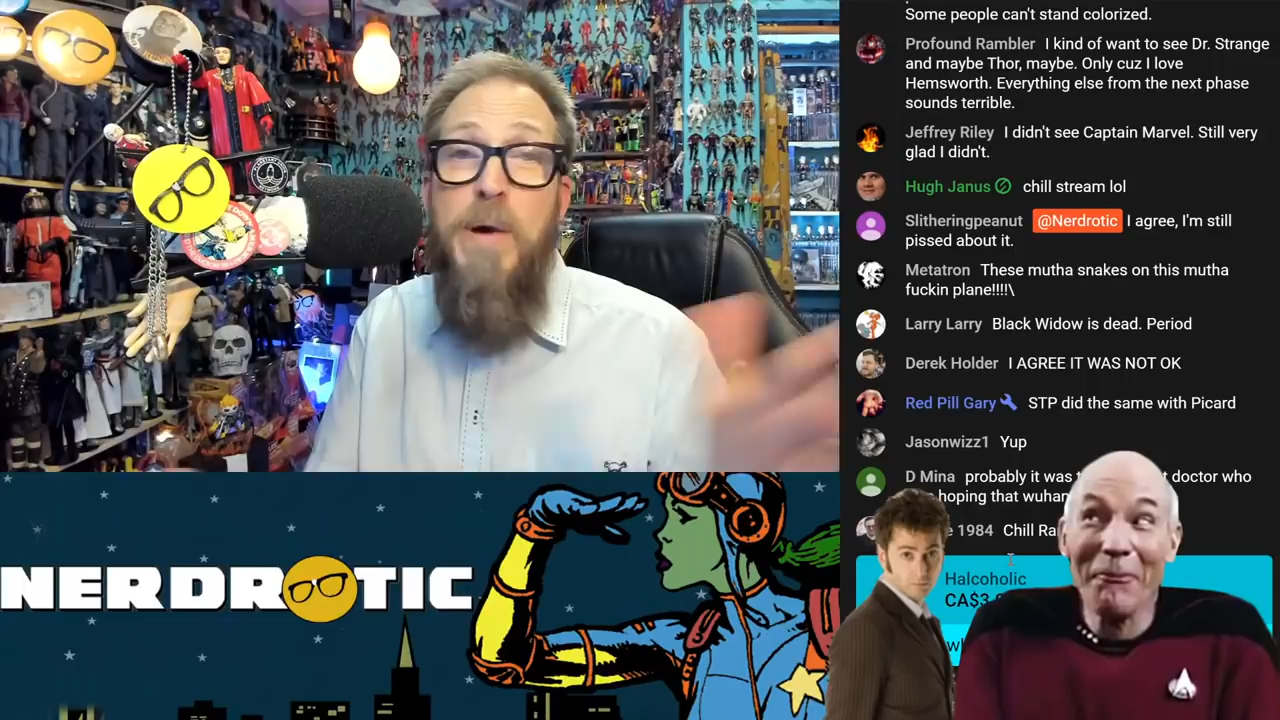 Some people can't stand colorized.
Profound Rambler I kind of want to see Dr. Strange
and maybe Thor, maybe. Only cuz I love
Hemsworth. Everything else from the next phase
sounds terrible.
Jeffrey Riley I didn't see Captain Marvel. Still very
glad I didn't.
Hugh Janus chill stream lol
Slitheringpeanut @Nerdrotic I agree, I'm still
pissed about it.
Metatron These mutha snakes on this mutha
fuckin plane!!!!\
Larry Larry Black Widow is dead. Period
Derek Holder I AGREE IT WAS NOT OK
Red Pill Gary STP did the same with Picard
Jasonwizz1 Yup
D Mina probably it was doctor who
hoping that
1984 Chill
Halcoholic
CA$3.
NERDROTIC